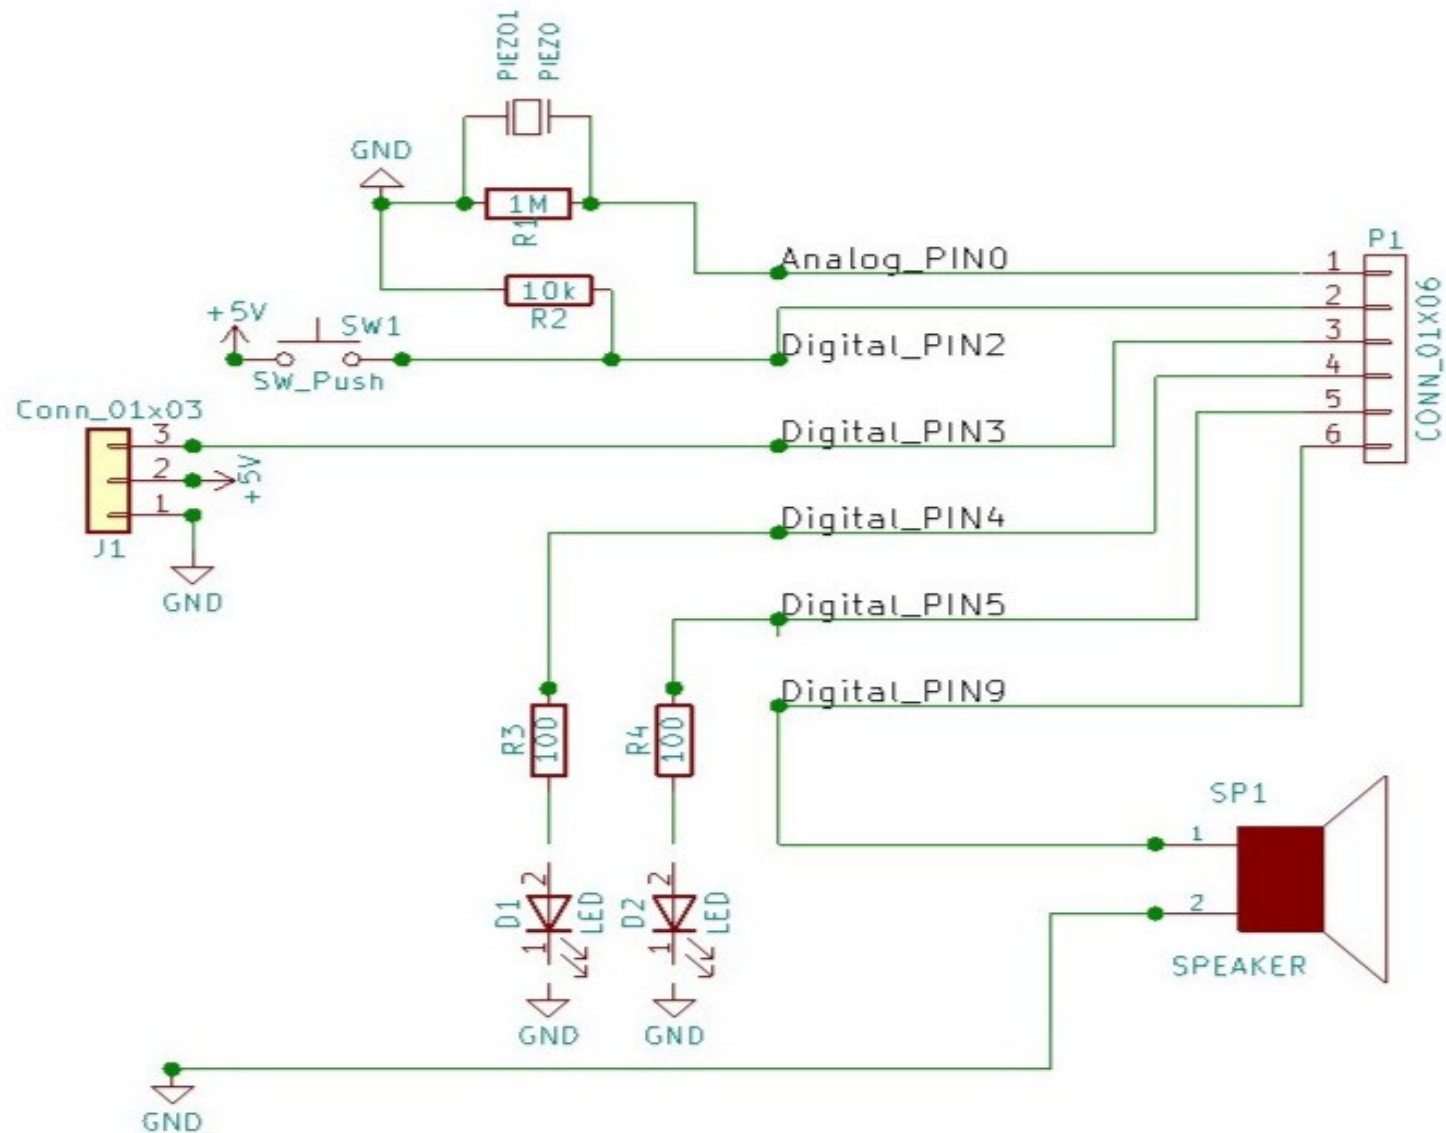 PIEZO1
PIEZO
GND
1M
R1
Analog_PIN0
P1
1
2
3
4
5
6
CONN_01x06
10k
R2
+5V
SW1
SW_Push
Digital_PIN2
Conn_01x03
3
2
1
+5V
J1
GND
Digital_PIN3
Digital_PIN4
Digital_PIN5
Digital_PIN9
R3
100
R4
100
SP1
1
2
SPEAKER
D1
2
1
LED
D2
2
1
LED
GND
GND
GND